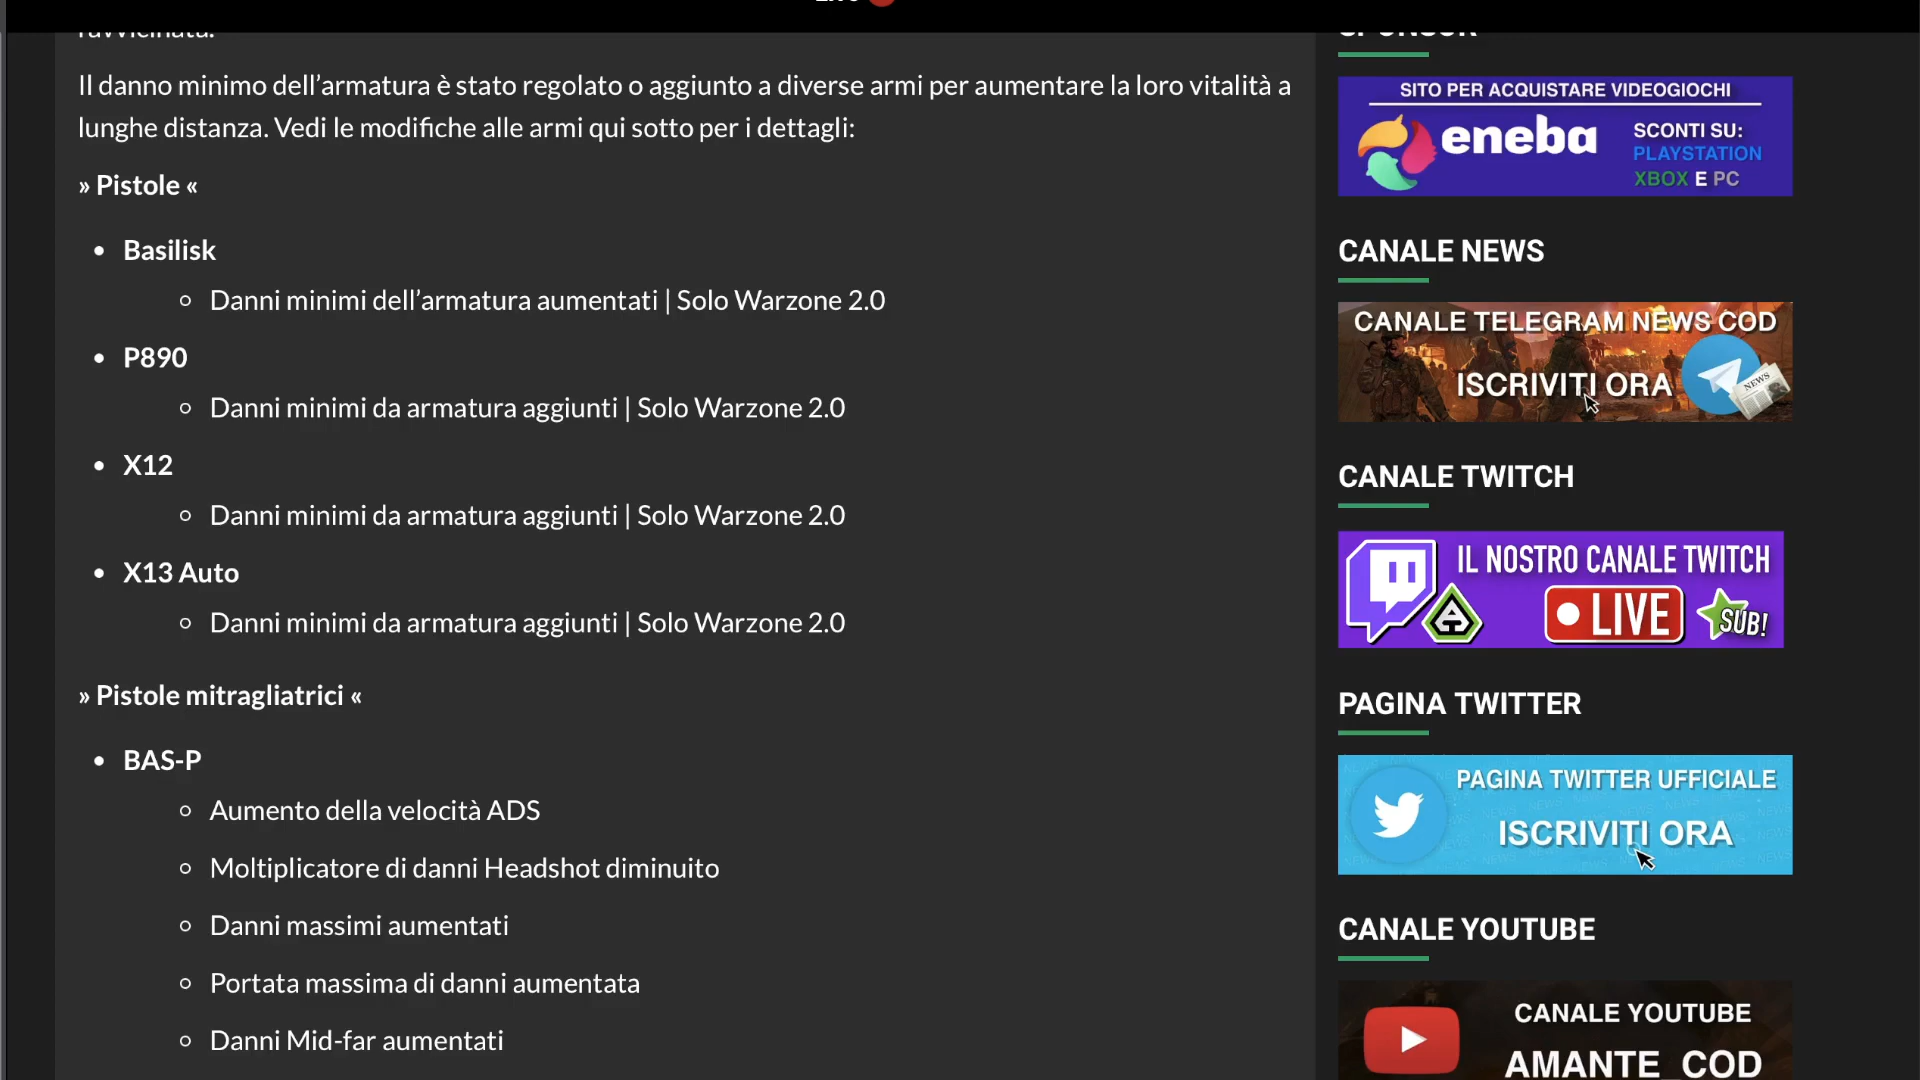 Il danno minimo dell’armatura è stato regolato o aggiunto a diverse armi per aumentare la loro vitalità a
lunghe distanza. Vedi le modifiche alle armi qui sotto per i dettagli:
» Pistole «
Basilisk
Danni minimi dell’armatura aumentati | Solo Warzone 2.0
P890
Danni minimi da armatura aggiunti | Solo Warzone 2.0
X12
Danni minimi da armatura aggiunti | Solo Warzone 2.0
X13 Auto
Danni minimi da armatura aggiunti | Solo Warzone 2.0
» Pistole mitragliatrici «
BAS-P
Aumento della velocità ADS
Moltiplicatore di danni Headshot diminuito
Danni massimi aumentati
Portata massima di danni aumentata
Danni Mid-far aumentati
SPONSOR
SITO PER ACQUISTARE VIDEOGIOCHI
eneba
SCONTI SU:
PLAYSTATION
XBOX E PC
CANALE NEWS
CANALE TELEGRAM NEWS COD
ISCRIVITI ORA
NEWS
CANALE TWITCH
IL NOSTRO CANALE TWITCH
LIVE
SUB!
PAGINA TWITTER
PAGINA TWITTER UFFICIALE
ISCRIVITI ORA
CANALE YOUTUBE
CANALE YOUTUBE
AMANTE_COD